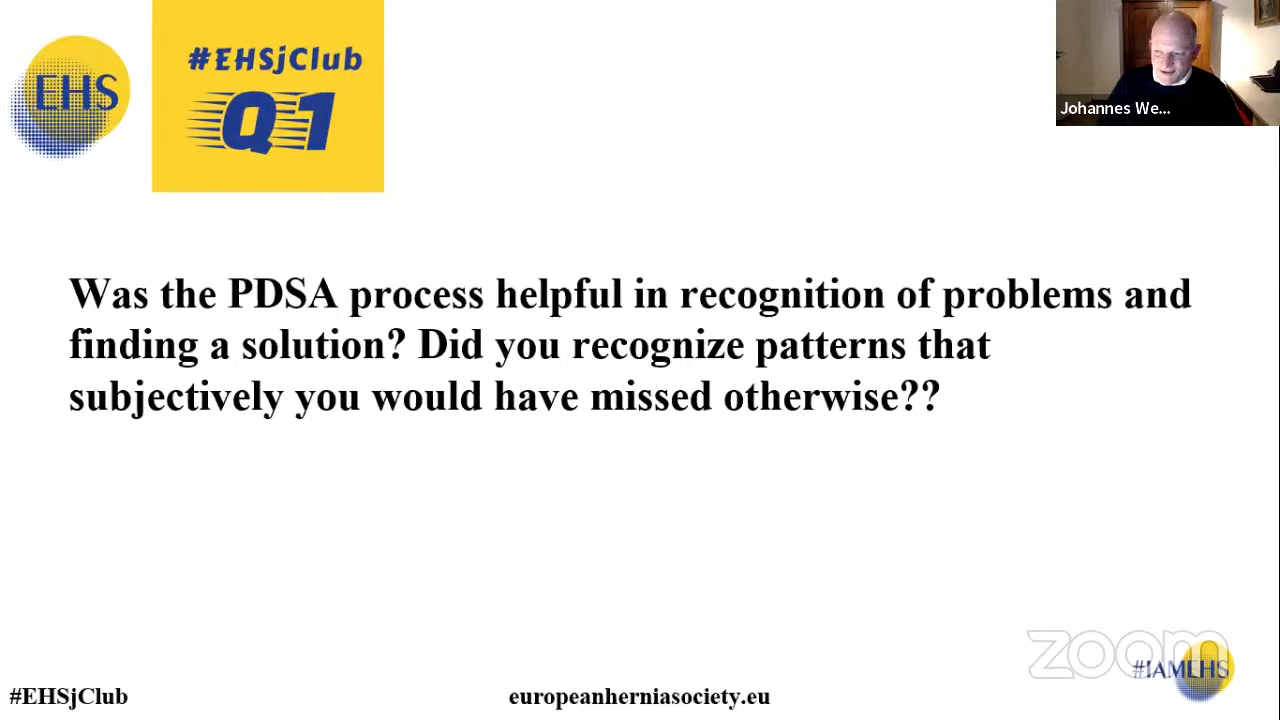 EHS
#EHSjClub
Q1
Johannes We...
Was the PDSA process helpful in recognition of problems and
finding a solution? Did you recognize patterns that
subjectively you would have missed otherwise??
zoom
#IAMEHS
#EHSjClub
europeanherniasociety.eu